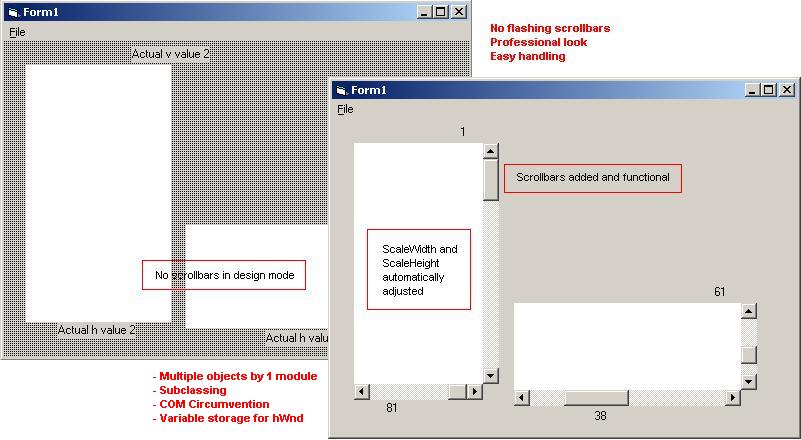 Form1
File
Actual v value 2
No scrollbars in design mode
Actual h value 2
Actual h valu
No flashing scrollbars
Professional look
Easy handling
Form1
File
1
Scrollbars added and functional
ScaleWidth and
ScaleHeight
automatically
adjusted
61
81
38
- Multiple objects by 1 module
- Subclassing
- COM Circumvention
- Variable storage for hWnd